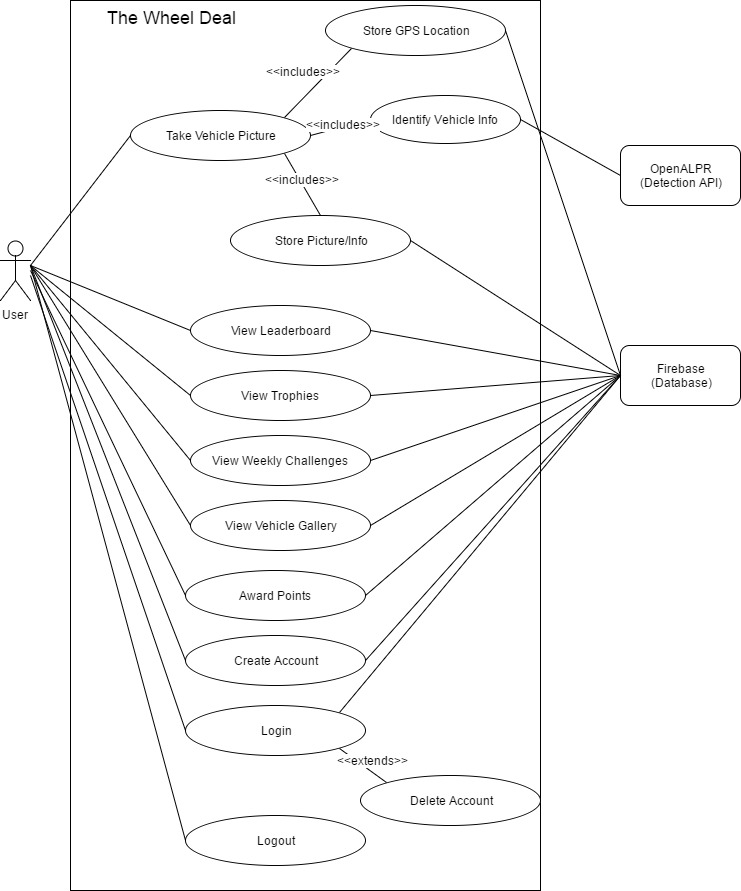 The Wheel Deal
Store GPS Location
<<includes>>
Take Vehicle Picture
<<includes>>
Identify Vehicle Info
OpenALPR
(Detection API)
<<includes>>
Store Picture/Info
User
View Leaderboard
Firebase
(Database)
View Trophies
View Weekly Challenges
View Vehicle Gallery
Award Points
Create Account
Login
<<extends>>
Delete Account
Logout